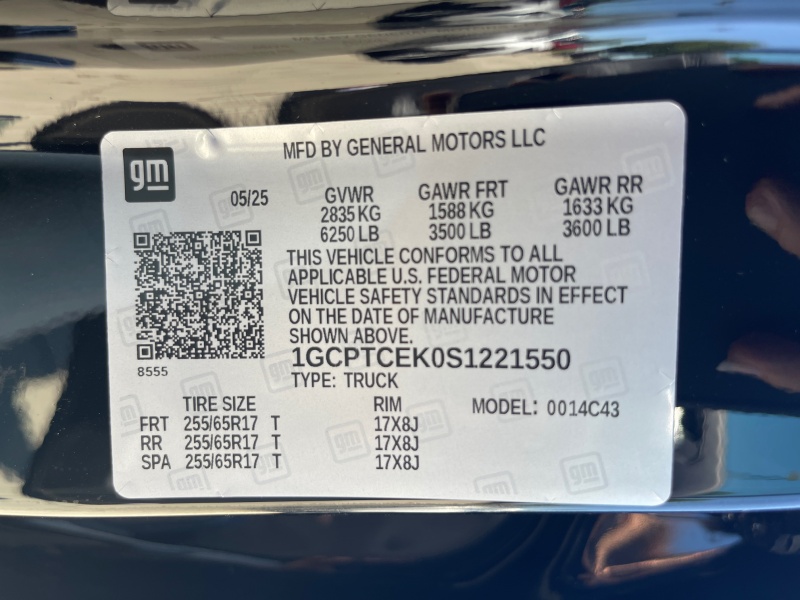 gm
MFD BY GENERAL MOTORS LLC
05/25
GVWR GAWR FRT GAWR RR
2835 KG 1588 KG 1633 KG
6250 LB 3500 LB 3600 LB
THIS VEHICLE CONFORMS TO ALL
APPLICABLE U.S. FEDERAL MOTOR
VEHICLE SAFETY STANDARDS IN EFFECT
ON THE DATE OF MANUFACTURE
SHOWN ABOVE.
8555
1GCPTCEK0S1221550
TYPE: TRUCK
TIRE SIZE RIM MODEL: 0014C43
FRT 255/65R17 T 17X8J
RR 255/65R17 T 17X8J
SPA 255/65R17 T 17X8J